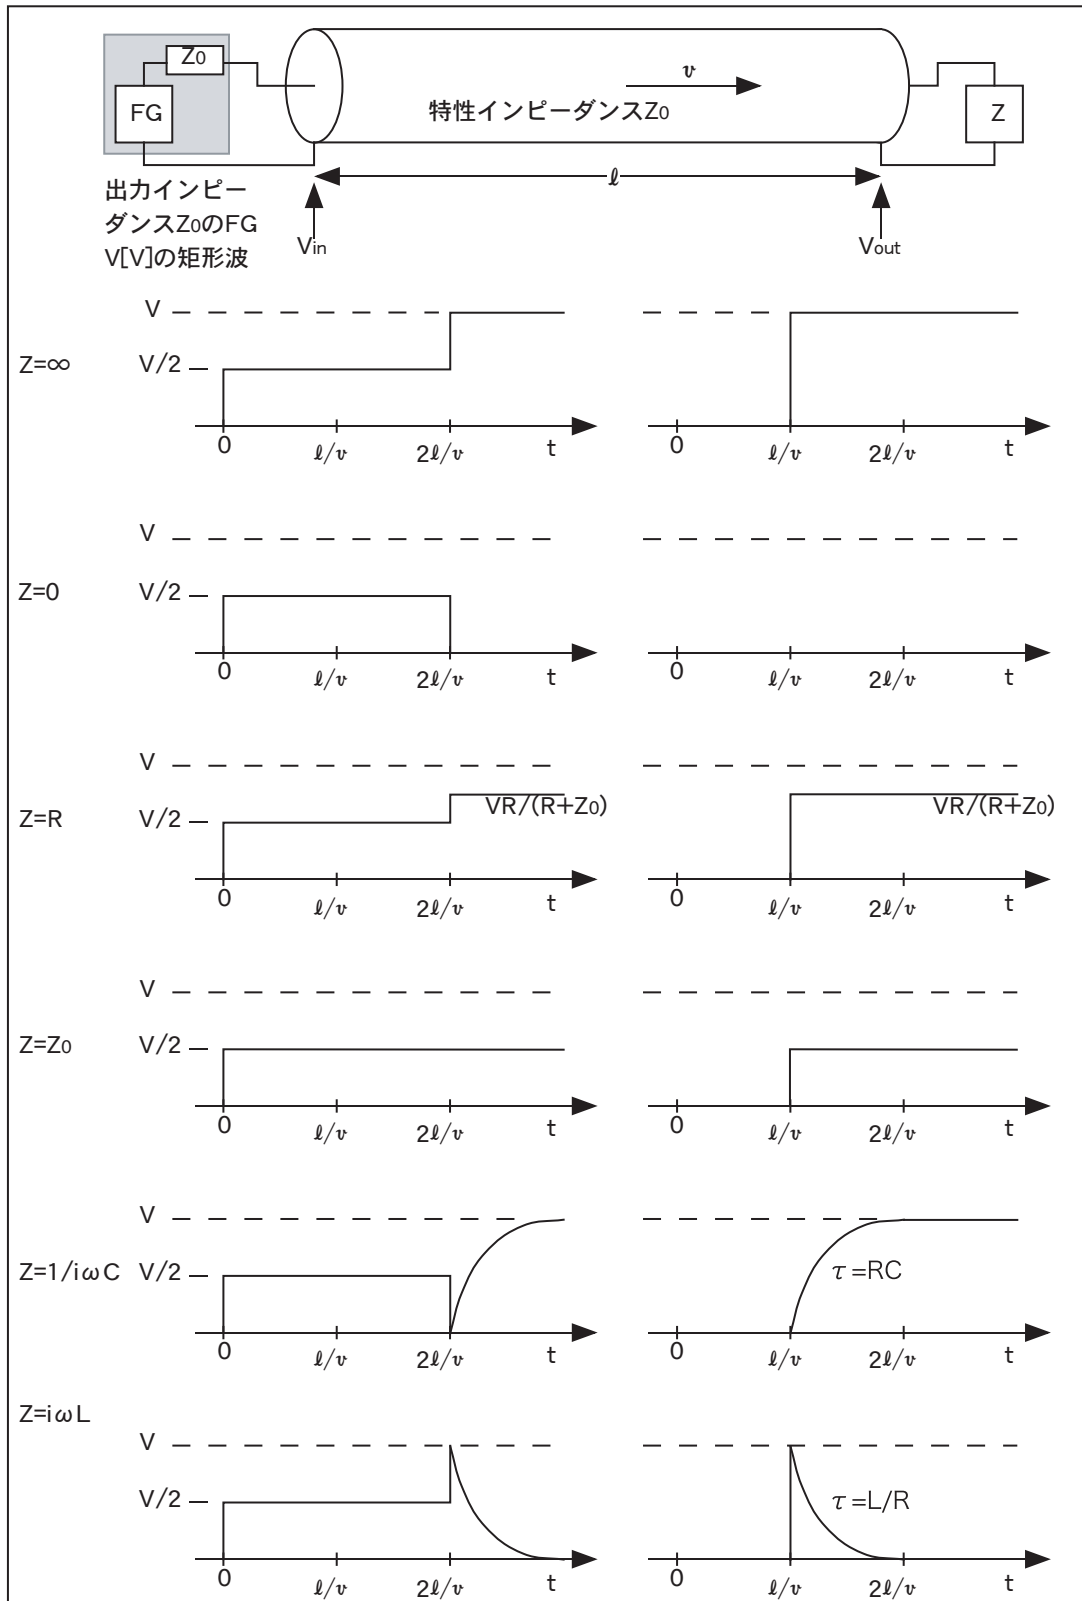 Z0
FG
v
特性インピーダンスZ0
Z
ℓ
出力インピー
ダンスZ0のFG
V[V]の矩形波
Vin
Vout
V
Z=∞
V/2
0
ℓ/v
2ℓ/v
t
0
ℓ/v
2ℓ/v
t
V
Z=0
V/2
0
ℓ/v
2ℓ/v
t
0
ℓ/v
2ℓ/v
t
V
Z=R
V/2
VR/(R+Z0)
VR/(R+Z0)
0
ℓ/v
2ℓ/v
t
0
ℓ/v
2ℓ/v
t
V
Z=Z0
V/2
0
ℓ/v
2ℓ/v
t
0
ℓ/v
2ℓ/v
t
V
Z=1/iωC
V/2
τ=RC
0
ℓ/v
2ℓ/v
t
0
ℓ/v
2ℓ/v
t
Z=iωL
V
V/2
τ=L/R
0
ℓ/v
2ℓ/v
t
0
ℓ/v
2ℓ/v
t